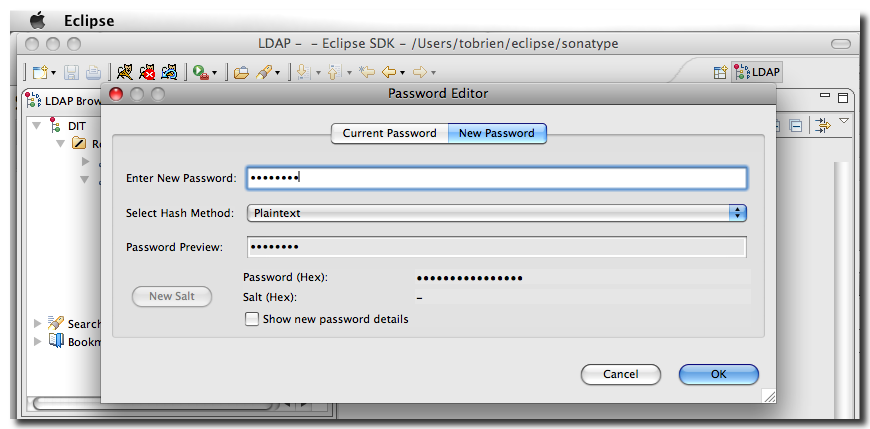 Eclipse
LDAP - - Eclipse SDK - /Users/tobrien/eclipse/sonatype
LDAP
LDAP Brow
Password Editor
DIT
Current Password New Password
Enter New Password: ••••••••
Select Hash Method: Plaintext
Password Preview: ••••••••
Password (Hex): ••••••••••••••••
New Salt
Salt (Hex): -
Show new password details
Search
Bookm
Cancel OK